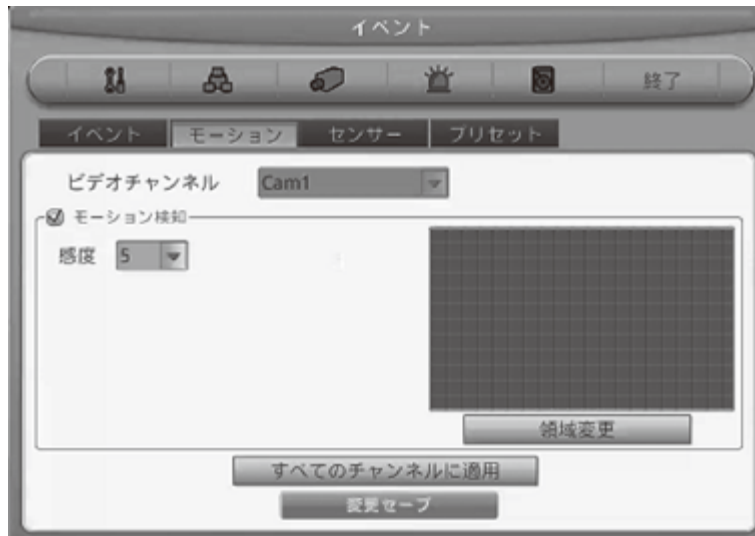 イベント
終了
イベント モーション センサー プリセット
ビデオチャンネル Cam1
モーション検知
感度 5
領域変更
すべてのチャンネルに適用
変更セーブ